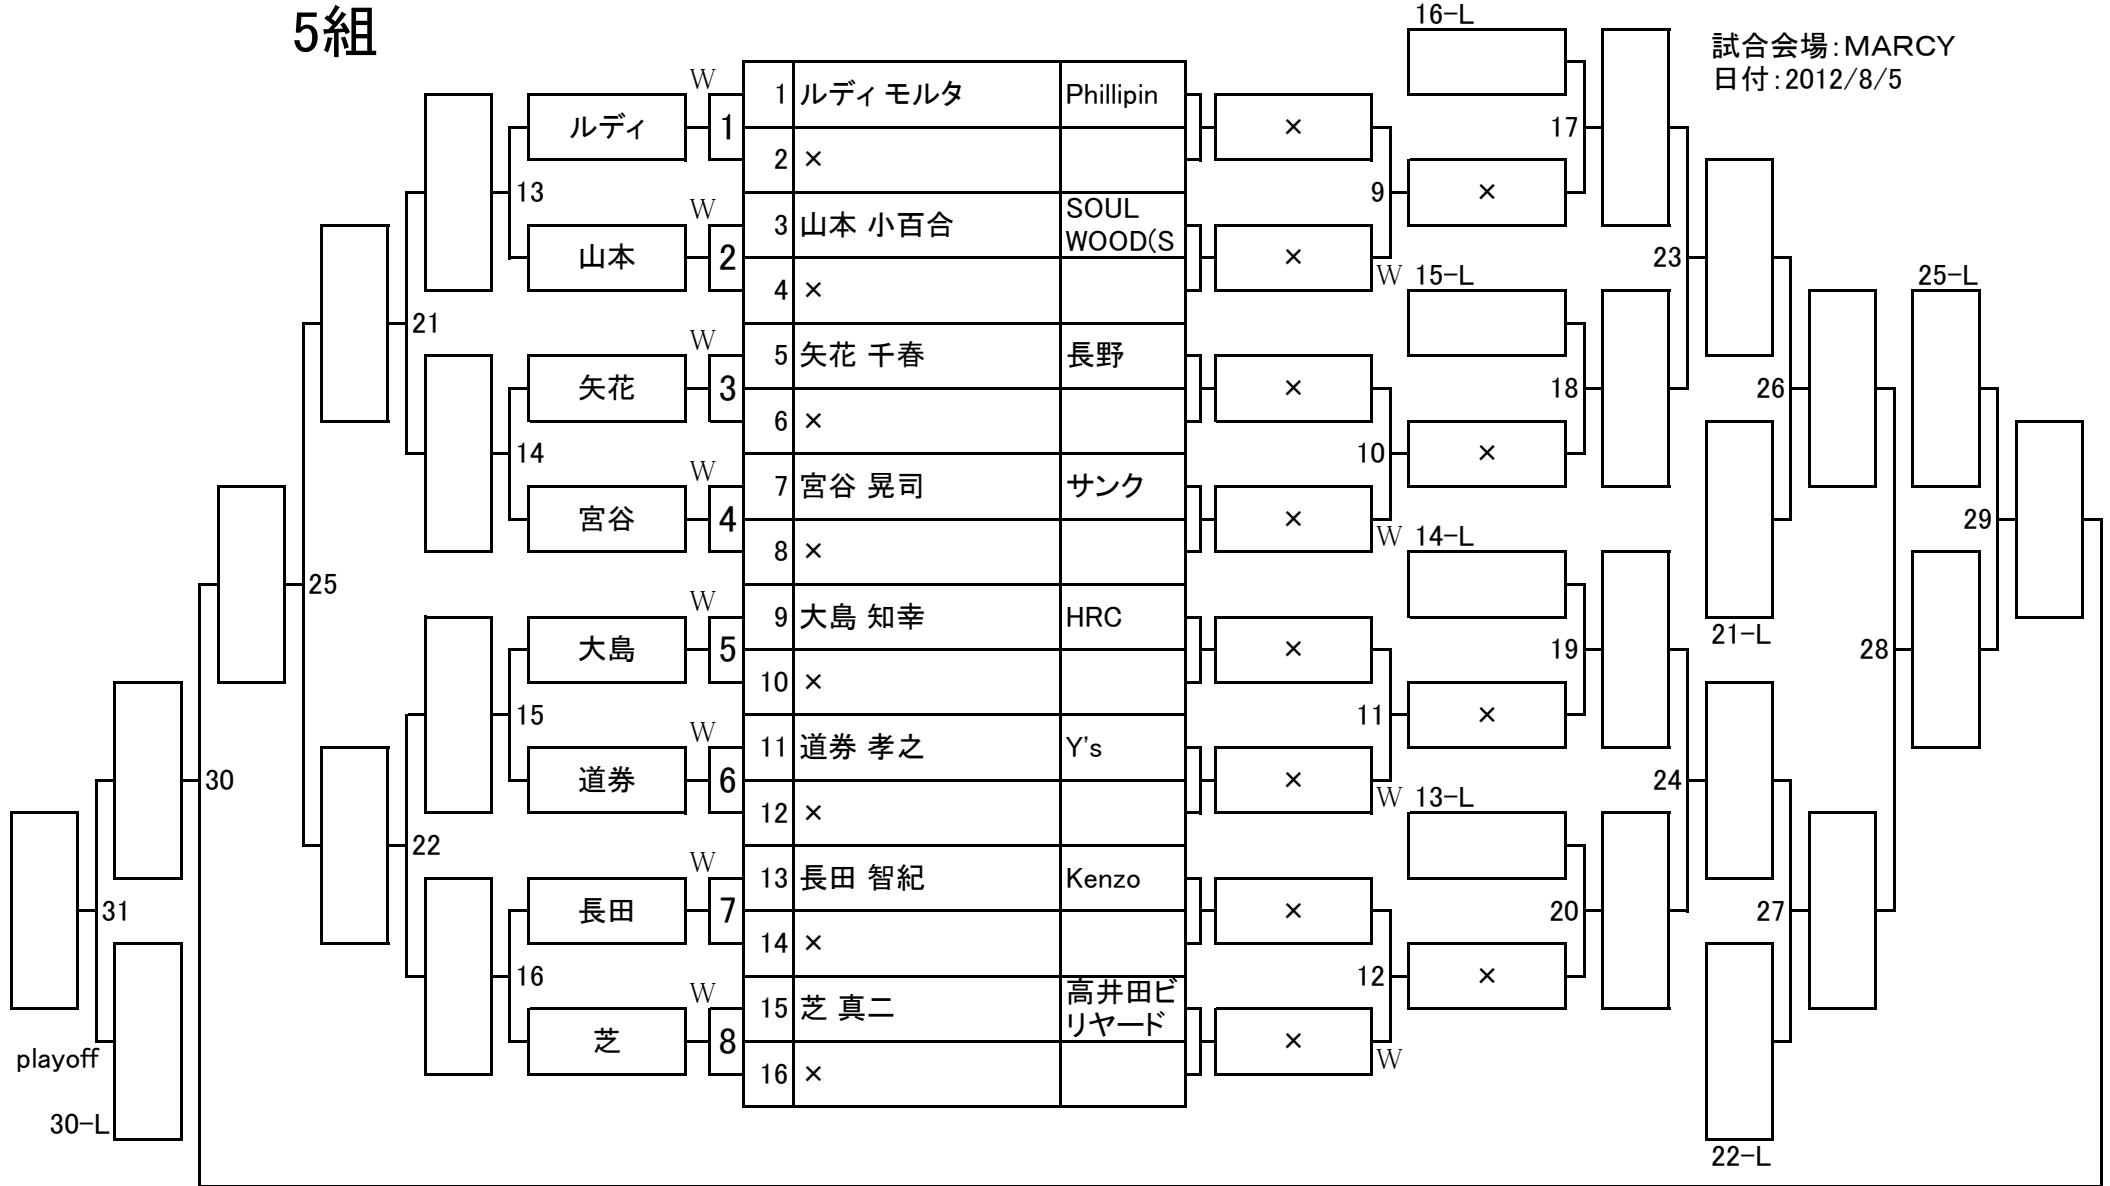 5組
試合会場：MARCY
日付：2012/8/5
1 ルディ モルタ Phillipin
2 ×
3 山本 小百合 SOUL WOOD(S
4 ×
5 矢花 千春 長野
6 ×
7 宮谷 晃司 サンク
8 ×
9 大島 知幸 HRC
10 ×
11 道券 孝之 Y's
12 ×
13 長田 智紀 Kenzo
14 ×
15 芝 真二 高井田ビリヤード
16 ×
W
ルディ 1
W
山本 2
W
矢花 3
W
宮谷 4
W
大島 5
W
道券 6
W
長田 7
W
芝 8
13
14
15
16
21
22
25
30
31
playoff
30-L
×
×
W
×
×
W
×
×
W
×
×
W
9
10
11
12
16-L
×
15-L
×
14-L
×
13-L
×
17
18
19
20
23
24
21-L
22-L
26
27
28
25-L
29